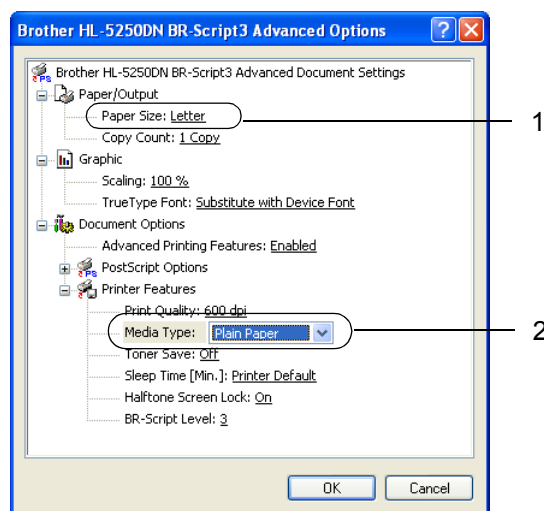 Brother HL-5250DN BR-Script3 Advanced Options
Brother HL-5250DN BR-Script3 Advanced Document Settings
Paper/Output
Paper Size: Letter
1
Copy Count: 1 Copy
Graphic
Scaling: 100 %
TrueType Font: Substitute with Device Font
Document Options
Advanced Printing Features: Enabled
PostScript Options
Printer Features
Print Quality: 600 dpi
Media Type: Plain Paper
2
Toner Save: Off
Sleep Time [Min.]: Printer Default
Halftone Screen Lock: On
BR-Script Level: 3
OK Cancel